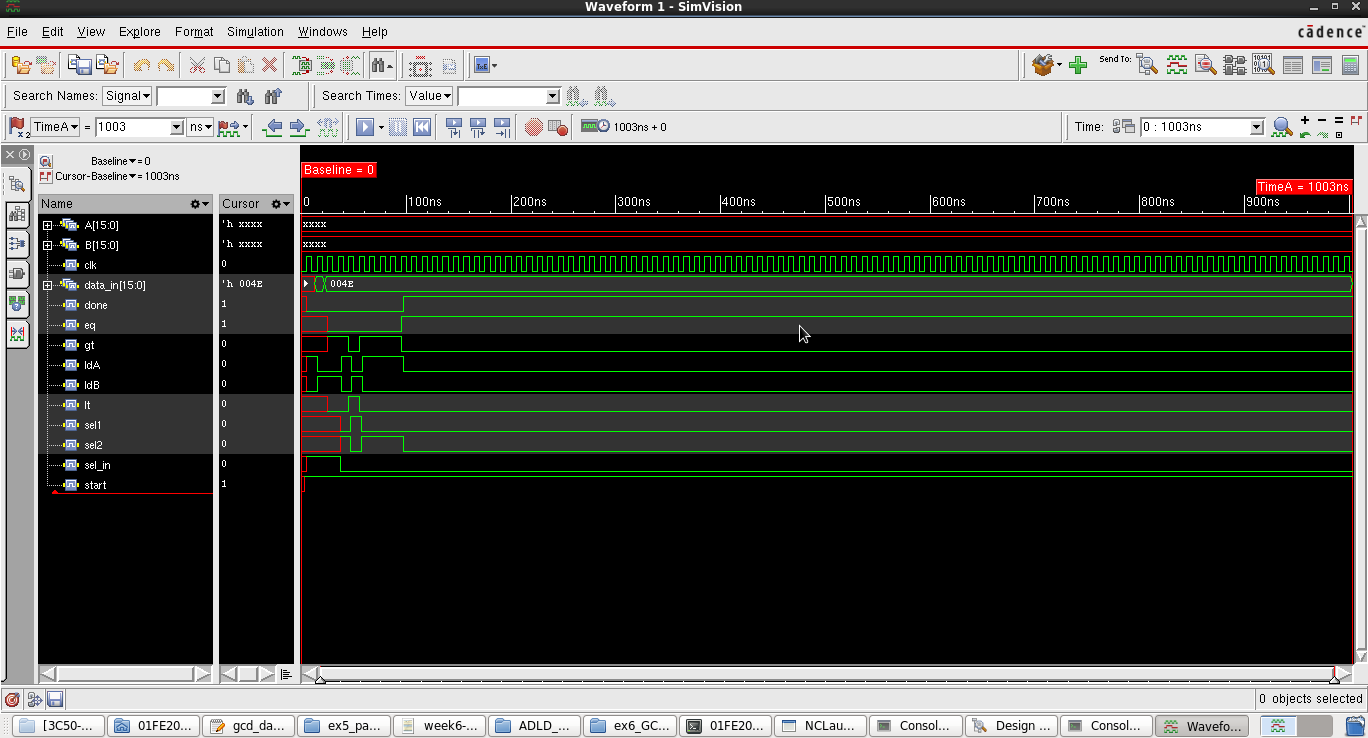 Waveform 1 - SimVision
File Edit View Explore Format Simulation Windows Help
cādence
Send To:
Search Names: Signal Search Times: Value
TimeA = 1003 ns 1003ns + 0 Time: 0 : 1003ns
Baseline = 0
Cursor-Baseline = 1003ns
Baseline = 0
TimeA = 1003ns
Name Cursor 0 100ns 200ns 300ns 400ns 500ns 600ns 700ns 800ns 900ns
A[15:0] 'h xxxx xxxx
B[15:0] 'h xxxx xxxx
clk 0
data_in[15:0] 'h 004E 004E
done 1
eq 1
gt 0
ldA 0
ldB 0
lt 0
sel1 0
sel2 0
sel_in 0
start 1
0 objects selected
[3C50-... 01FE20... gcd_da... ex5_pa... week6-... ADLD_... ex6_GC... 01FE20... NCLau... Consol... Design ... Consol... Wavefo...